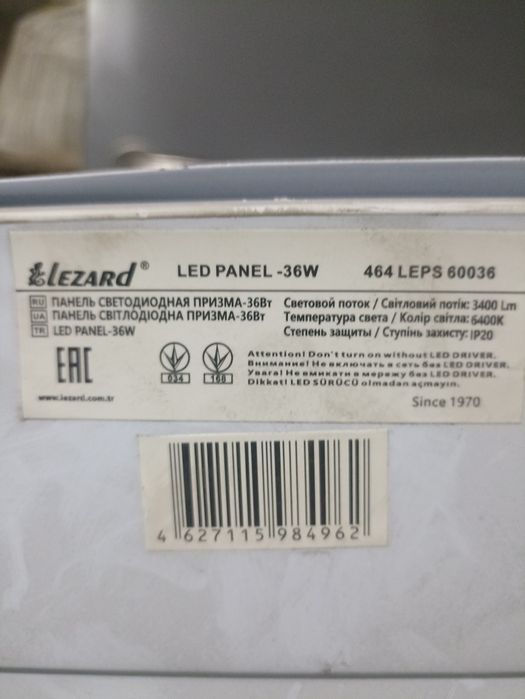 LEZARD® LED PANEL -36W 464 LEPS 60036
RU ПАНЕЛЬ СВЕТОДИОДНАЯ ПРИЗМА-36Вт Световой поток / Світловий потік: 3400 Lm
UA ПАНЕЛЬ СВІТЛОДІОДНА ПРИЗМА-36Вт Температура света / Колір світла: 6400K
TR LED PANEL-36W Степень защиты / Ступінь захисту: IP20
EAC
034
Attention! Don't turn on without LED DRIVER.
Внимание! Не включать в сеть без LED DRIVER.
Увага! Не вмикати в мережу без LED DRIVER.
Dikkat! LED SÜRÜCÜ olmadan açmayın.
www.lezard.com.tr
Since 1970
4 627115 984962